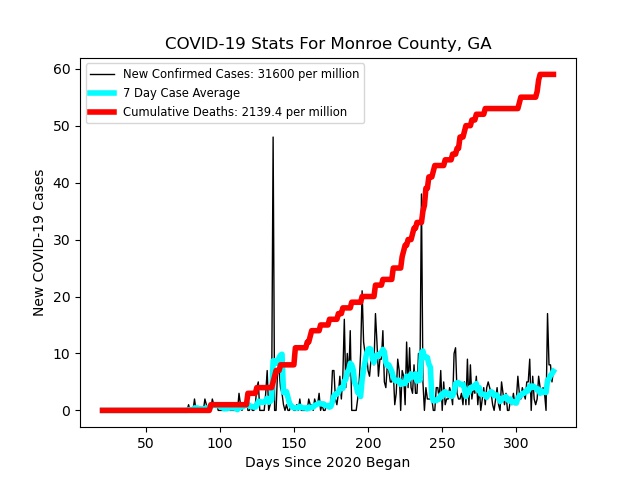 COVID-19 Stats For Monroe County, GA
New Confirmed Cases: 31600 per million
7 Day Case Average
Cumulative Deaths: 2139.4 per million
New COVID-19 Cases
60
50
40
30
20
10
0
50 100 150 200 250 300
Days Since 2020 Began